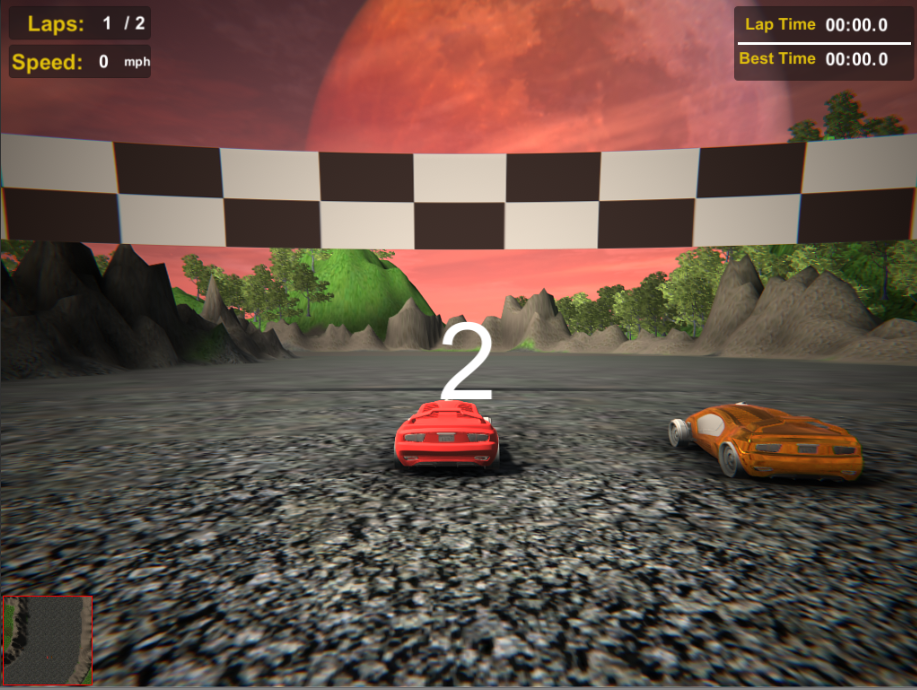 Laps: 1 / 2
Speed: 0 mph
Lap Time 00:00.0
Best Time 00:00.0
2